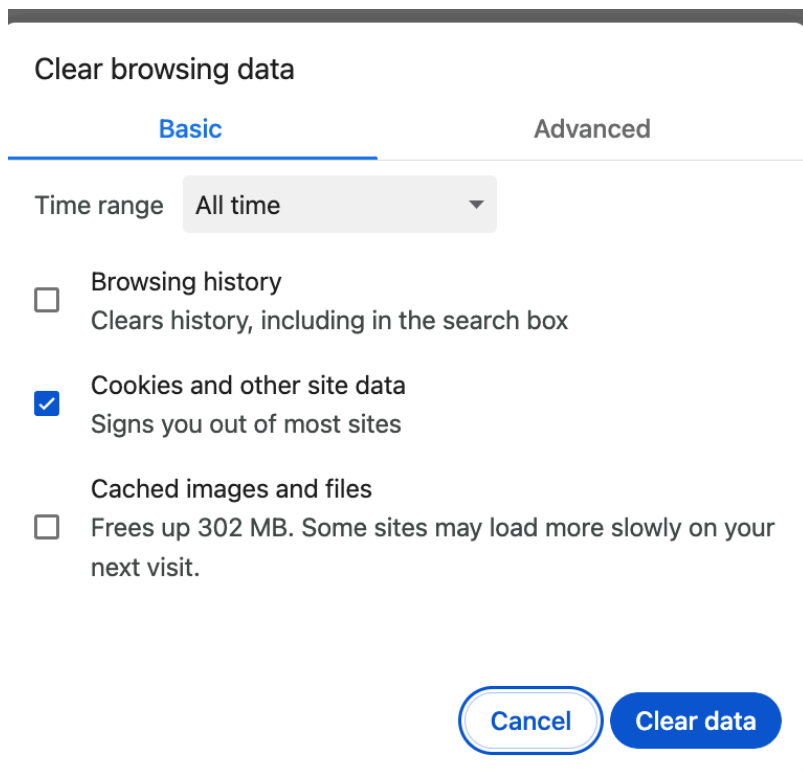 Clear browsing data
Basic
Advanced
Time range
All time
Browsing history
Clears history, including in the search box
Cookies and other site data
Signs you out of most sites
Cached images and files
Frees up 302 MB. Some sites may load more slowly on your
next visit.
Cancel
Clear data